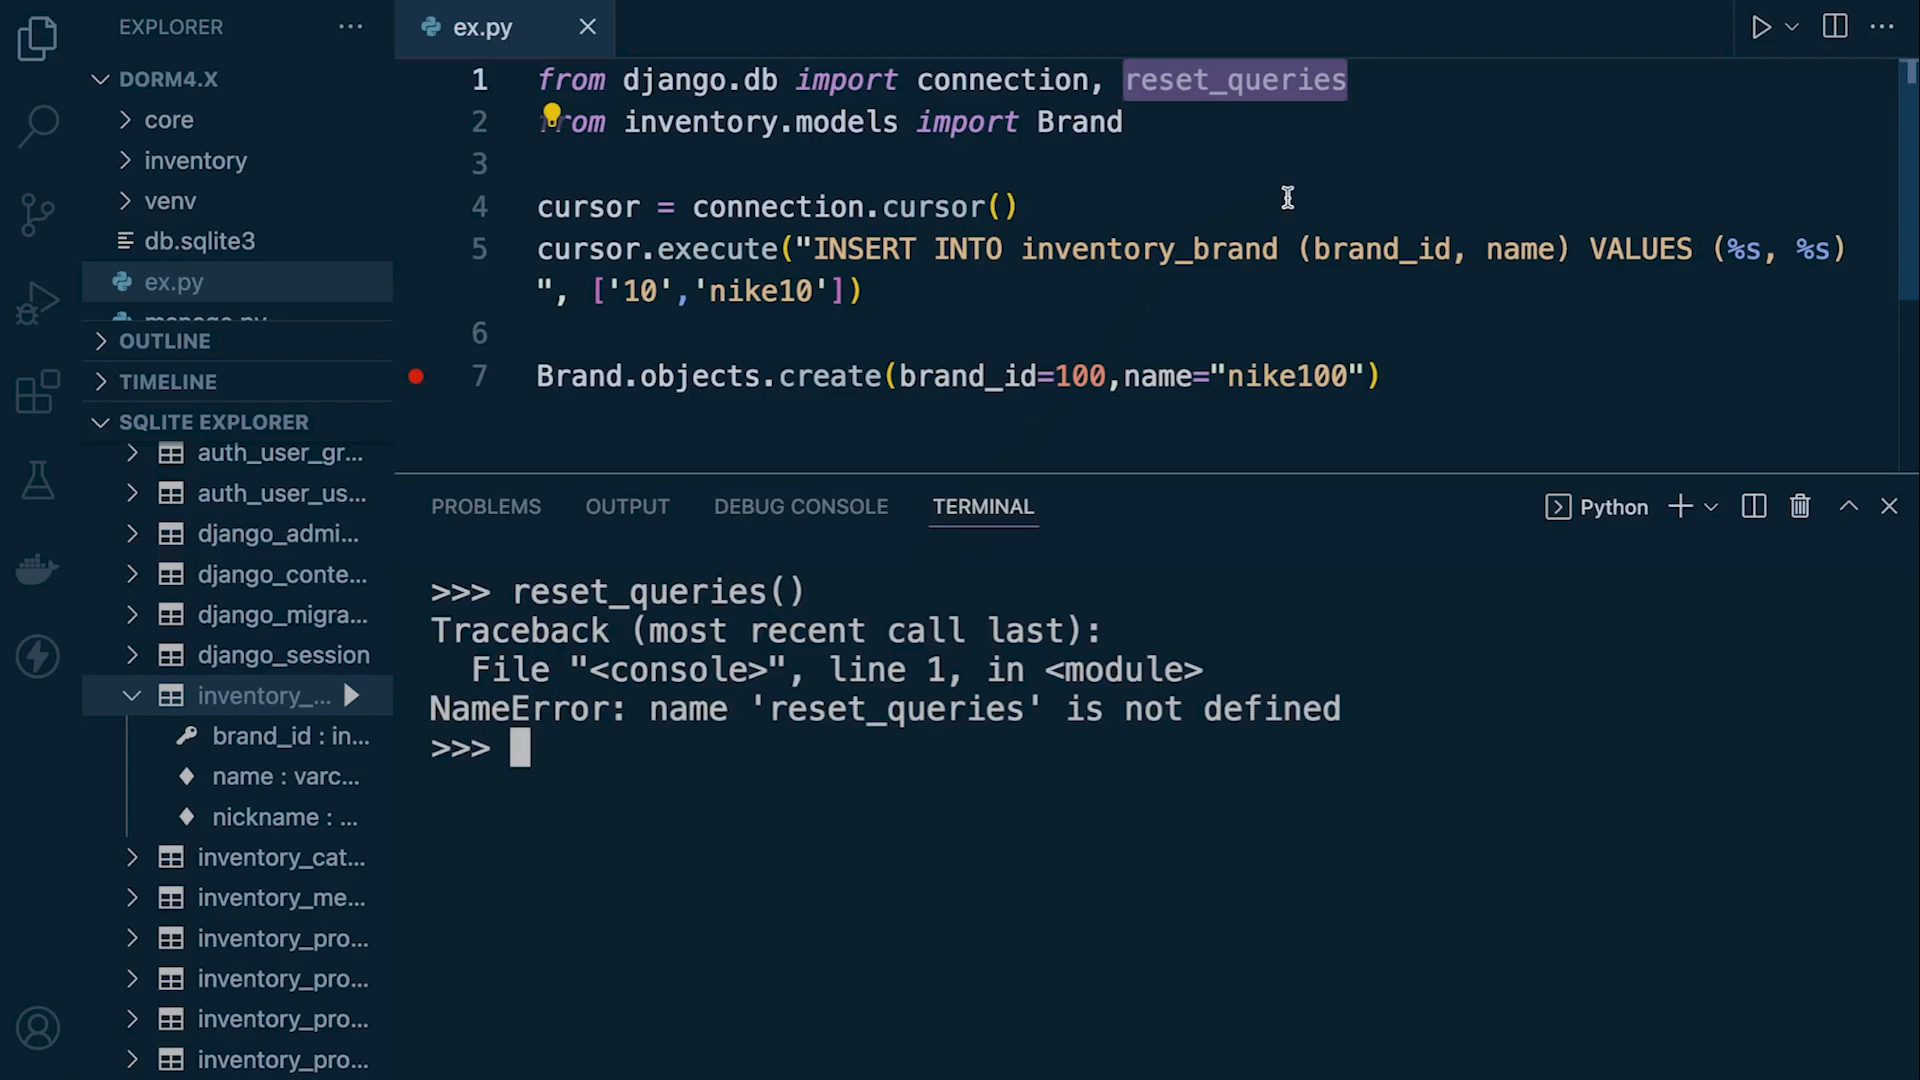 EXPLORER
DORM4.X
core
inventory
venv
db.sqlite3
ex.py
OUTLINE
TIMELINE
SQLITE EXPLORER
auth_user_gr...
auth_user_us...
django_admi...
django_conte...
django_migra...
django_session
inventory_...
brand_id : in...
name : varc...
nickname : ...
inventory_cat...
inventory_me...
inventory_pro...
inventory_pro...
inventory_pro...
inventory_pro...
ex.py
1 from django.db import connection, reset_queries
2 from inventory.models import Brand
3
4 cursor = connection.cursor()
5 cursor.execute("INSERT INTO inventory_brand (brand_id, name) VALUES (%s, %s)
", ['10','nike10'])
6
7 Brand.objects.create(brand_id=100,name="nike100")
PROBLEMS OUTPUT DEBUG CONSOLE TERMINAL Python
>>> reset_queries()
Traceback (most recent call last):
File "<console>", line 1, in <module>
NameError: name 'reset_queries' is not defined
>>>